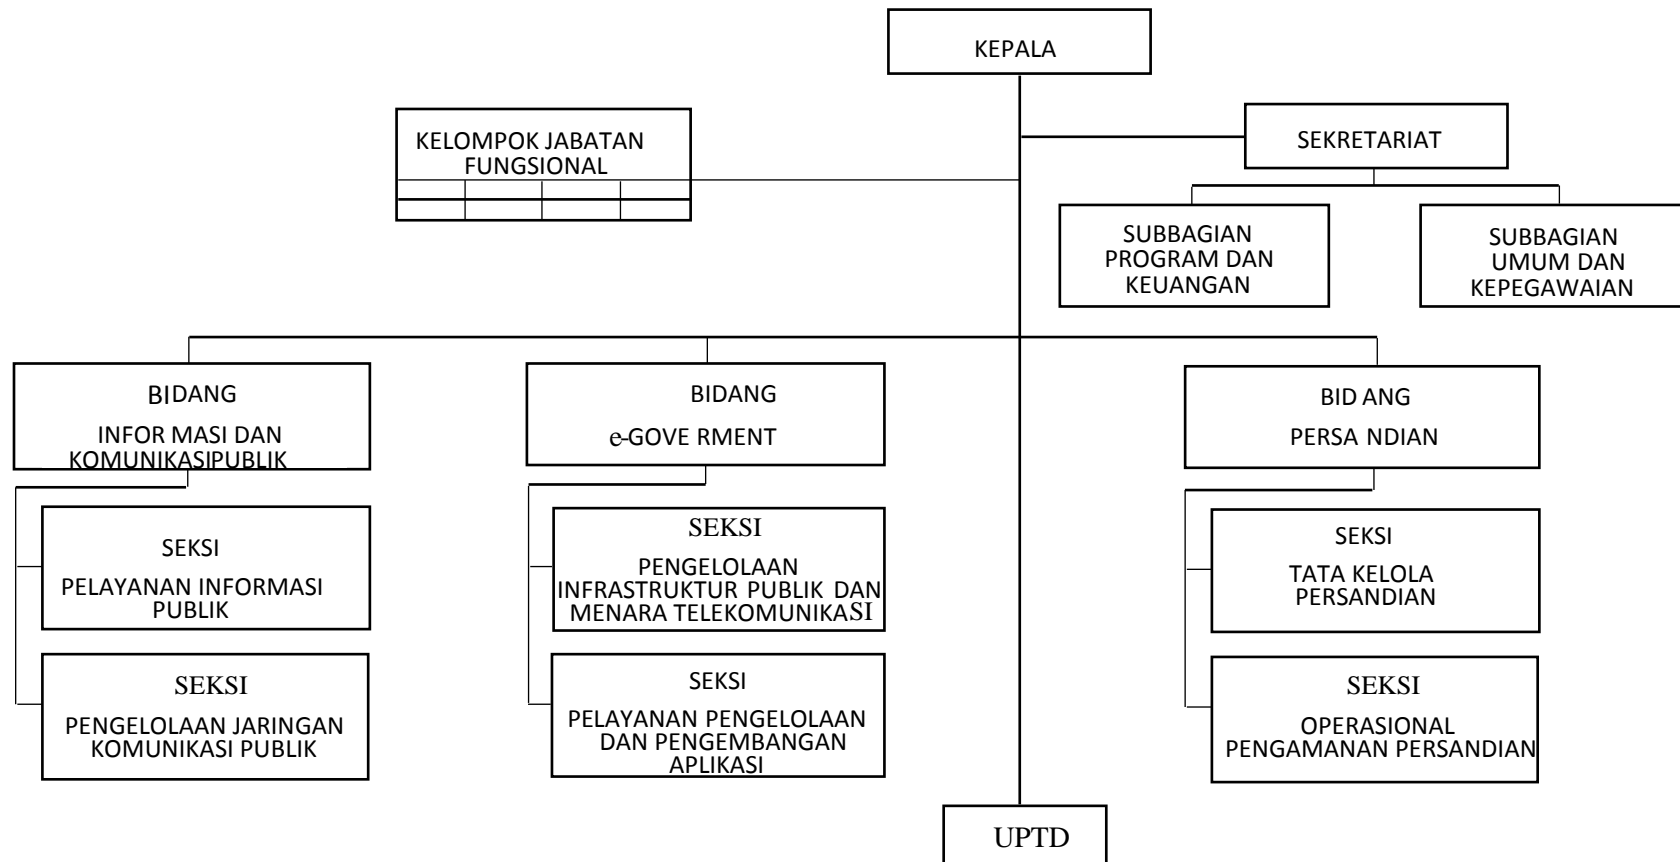 KEPALA
KELOMPOK JABATAN
FUNGSIONAL
SEKRETARIAT
SUBBAGIAN
PROGRAM DAN
KEUANGAN
SUBBAGIAN
UMUM DAN
KEPEGAWAIAN
BIDANG
INFOR MASI DAN
KOMUNIKASIPUBLIK
BIDANG
e-GOVE RMENT
BID ANG
PERSA NDIAN
SEKSI
PELAYANAN INFORMASI
PUBLIK
SEKSI
PENGELOLAAN
INFRASTRUKTUR PUBLIK DAN
MENARA TELEKOMUNIKASI
SEKSI
TATA KELOLA
PERSANDIAN
SEKSI
PENGELOLAAN JARINGAN
KOMUNIKASI PUBLIK
SEKSI
PELAYANAN PENGELOLAAN
DAN PENGEMBANGAN
APLIKASI
SEKSI
OPERASIONAL
PENGAMANAN PERSANDIAN
UPTD